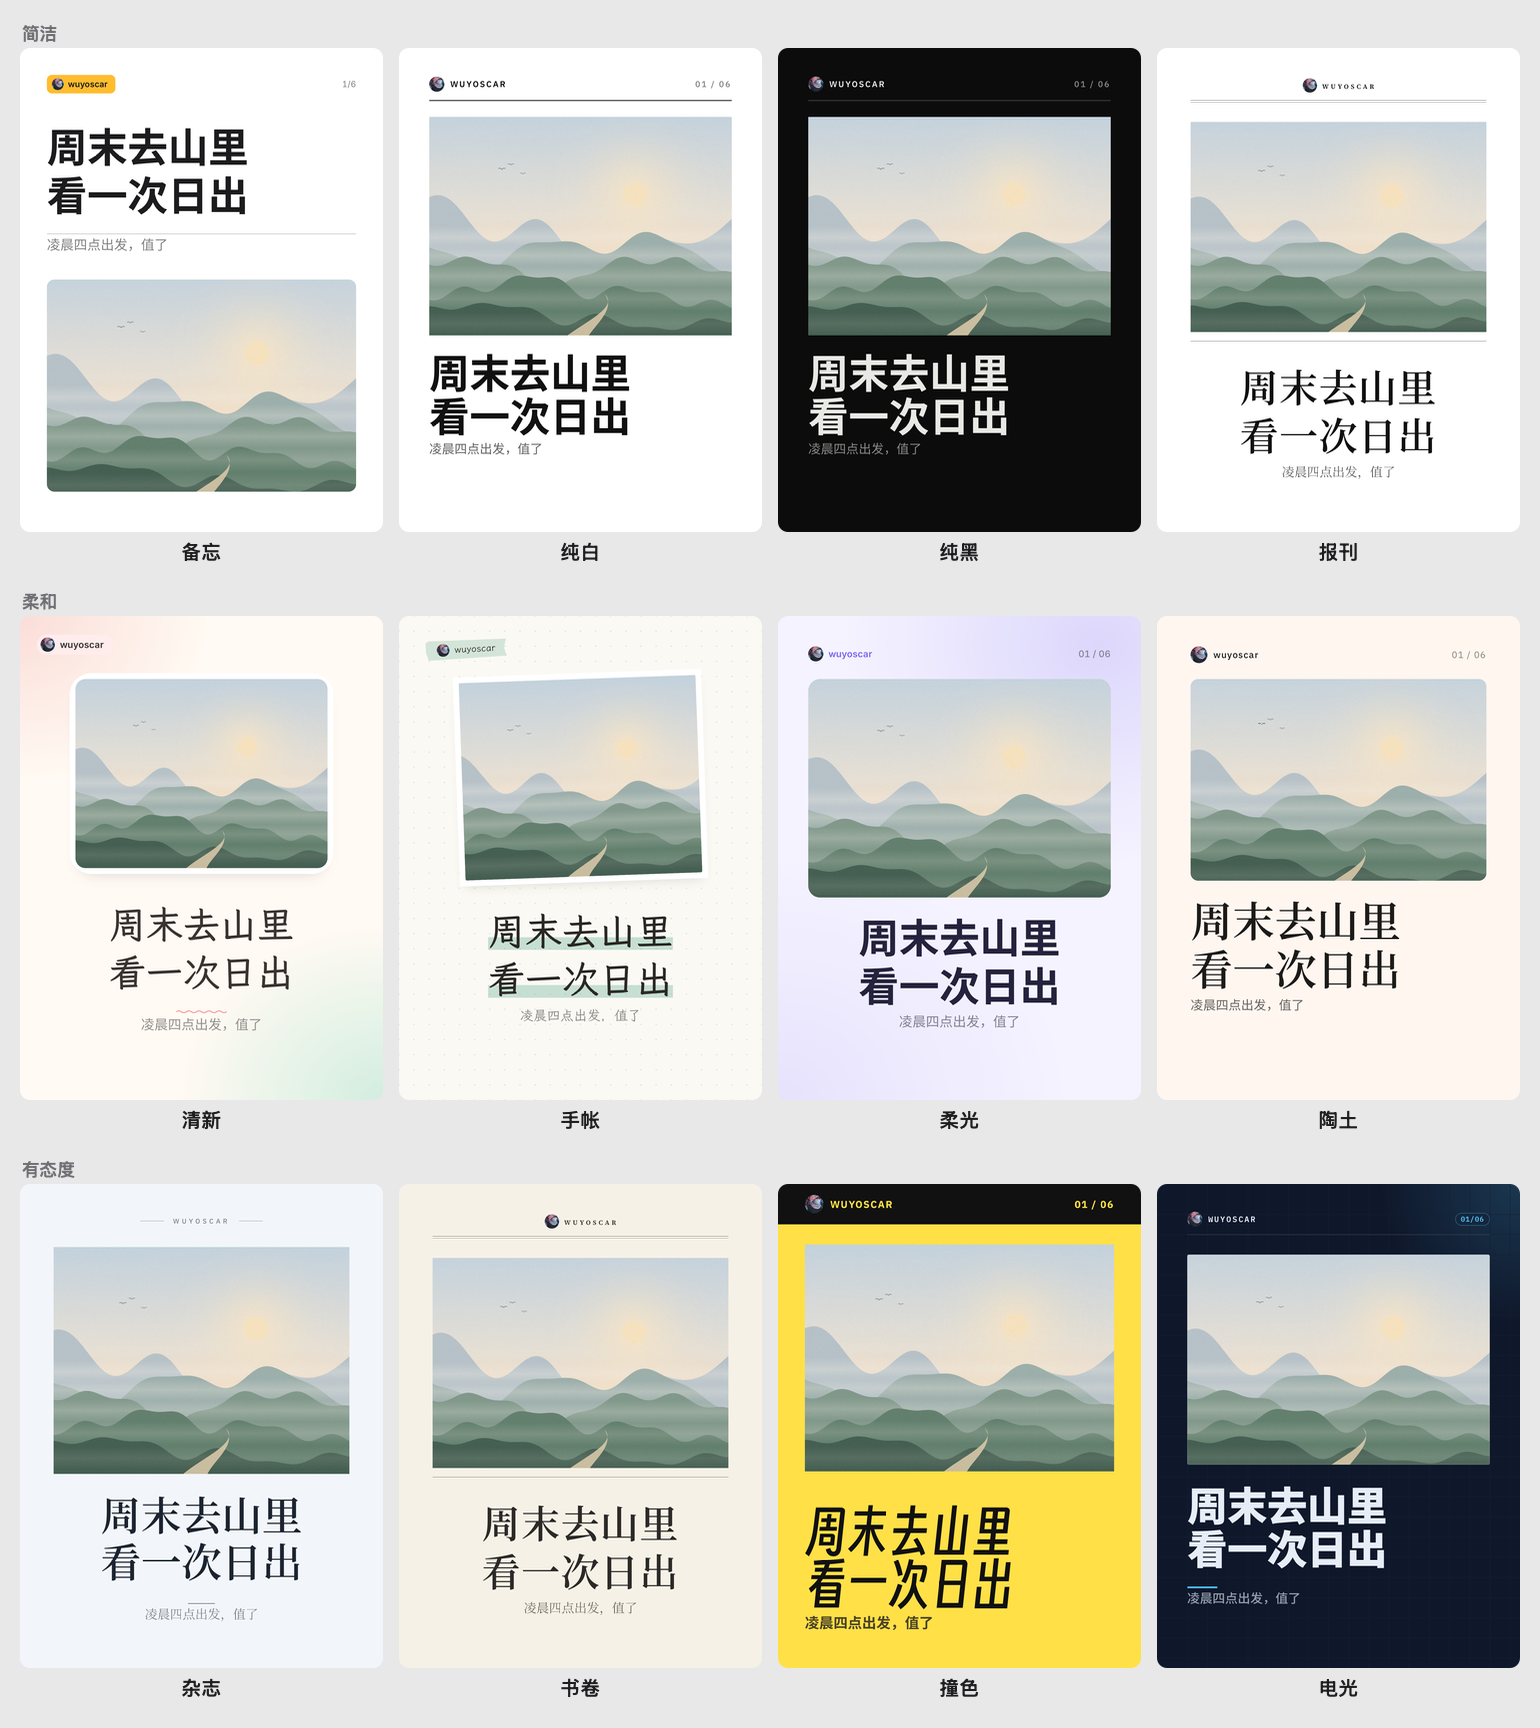 简洁
wuyoscar
1/6
周末去山里
看一次日出
凌晨四点出发，值了
备忘
WUYOSCAR
01 / 06
周末去山里
看一次日出
凌晨四点出发，值了
纯白
WUYOSCAR
01 / 06
周末去山里
看一次日出
凌晨四点出发，值了
纯黑
WUYOSCAR
周末去山里
看一次日出
凌晨四点出发，值了
报刊
柔和
wuyoscar
周末去山里
看一次日出
凌晨四点出发，值了
清新
wuyoscar
周末去山里
看一次日出
凌晨四点出发，值了
手帐
wuyoscar
01 / 06
周末去山里
看一次日出
凌晨四点出发，值了
柔光
wuyoscar
01 / 06
周末去山里
看一次日出
凌晨四点出发，值了
陶土
有态度
WUYOSCAR
周末去山里
看一次日出
凌晨四点出发，值了
杂志
WUYOSCAR
周末去山里
看一次日出
凌晨四点出发，值了
书卷
WUYOSCAR
01 / 06
周末去山里
看一次日出
凌晨四点出发，值了
撞色
WUYOSCAR
01/06
周末去山里
看一次日出
凌晨四点出发，值了
电光